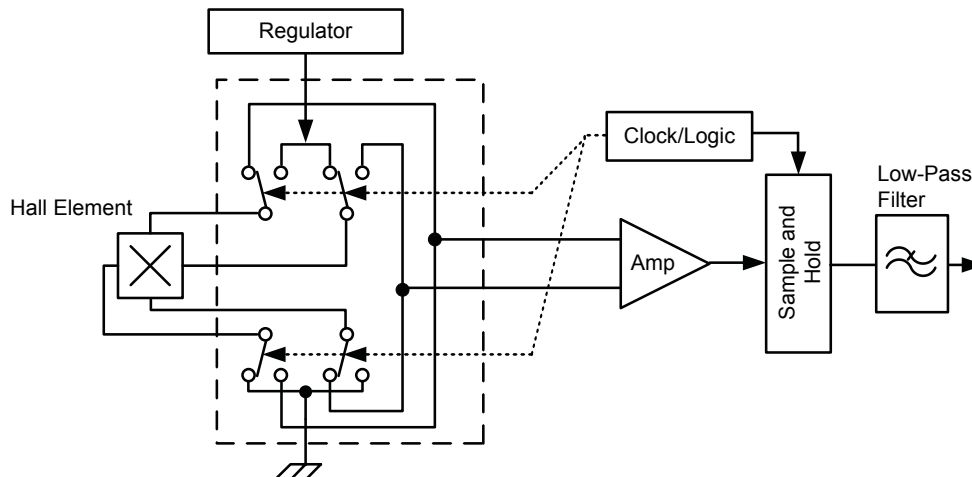 Regulator
Clock/Logic
Low-Pass
Filter
Hall Element
Amp
Sample and
Hold